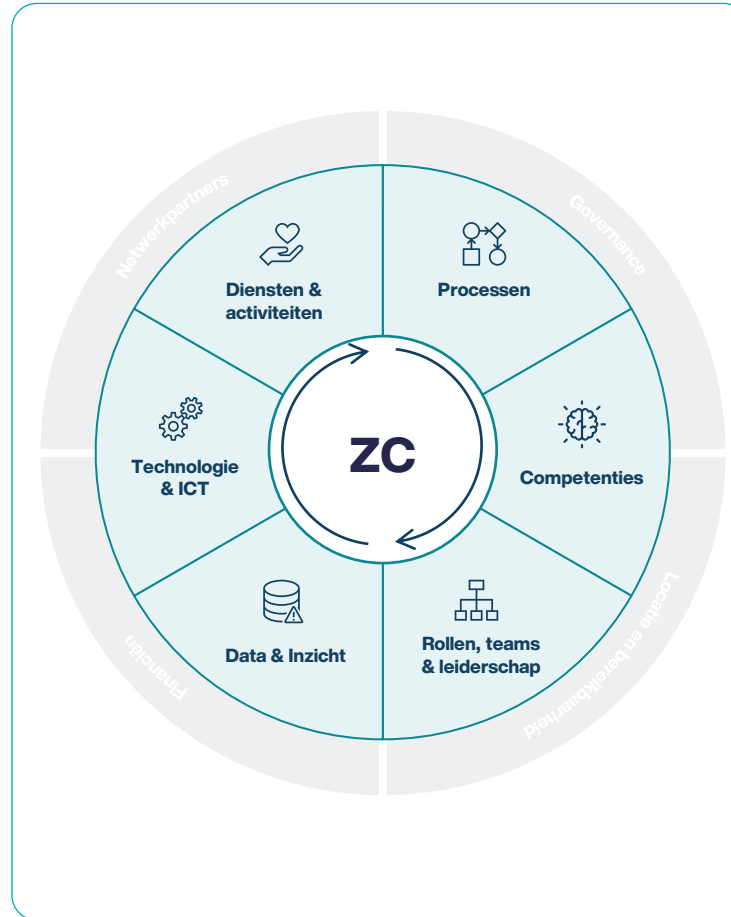 Netwerkpartners
Governance
Diensten &
activiteiten
Processen
Technologie
& ICT
ZC
Competenties
Data & Inzicht
Rollen, teams
& leiderschap
Financiën
Locatie en bereikbaarheid